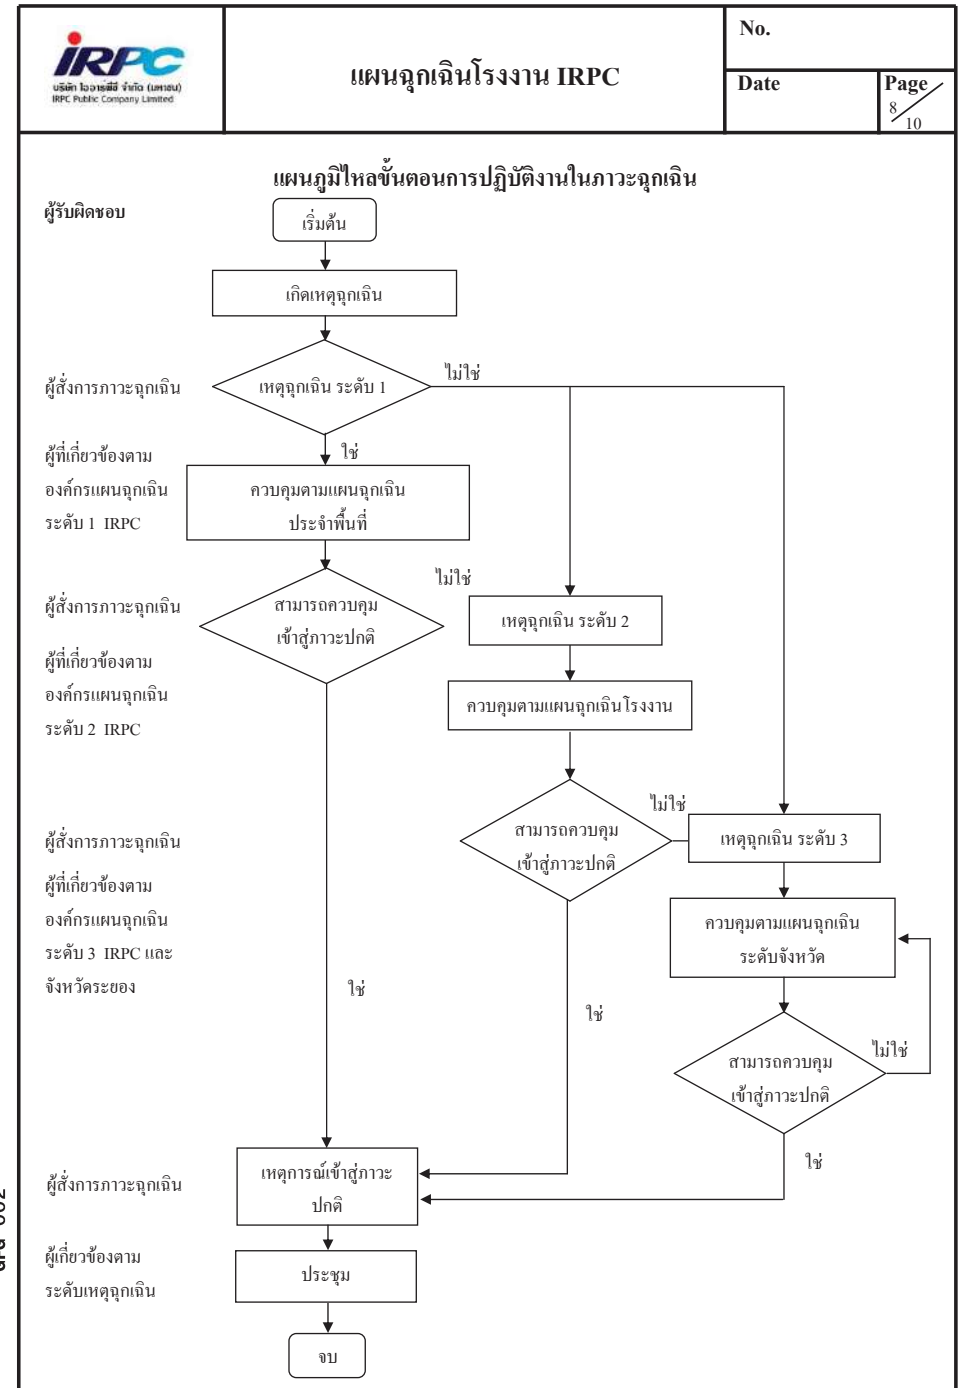 iRPC
บริษัท ไออาร์พีซี จำกัด (มหาชน)
IRPC Public Company Limited
แผนฉุกเฉินโรงงาน IRPC
No.
Date
Page
8
10
แผนภูมิไหลขั้นตอนการปฏิบัติงานในภาวะฉุกเฉิน
ผู้รับผิดชอบ
เริ่มต้น
เกิดเหตุฉุกเฉิน
ผู้สั่งการภาวะฉุกเฉิน
เหตุฉุกเฉิน ระดับ 1
ไม่ใช่
ใช่
ผู้ที่เกี่ยวข้องตาม
องค์กรแผนฉุกเฉิน
ระดับ 1 IRPC
ควบคุมตามแผนฉุกเฉิน
ประจำพื้นที่
ไม่ใช่
ผู้สั่งการภาวะฉุกเฉิน
สามารถควบคุม
เข้าสู่ภาวะปกติ
เหตุฉุกเฉิน ระดับ 2
ผู้ที่เกี่ยวข้องตาม
องค์กรแผนฉุกเฉิน
ระดับ 2 IRPC
ควบคุมตามแผนฉุกเฉินโรงงาน
ไม่ใช่
ผู้สั่งการภาวะฉุกเฉิน
สามารถควบคุม
เข้าสู่ภาวะปกติ
เหตุฉุกเฉิน ระดับ 3
ผู้ที่เกี่ยวข้องตาม
องค์กรแผนฉุกเฉิน
ระดับ 3 IRPC และ
จังหวัดระยอง
ควบคุมตามแผนฉุกเฉิน
ระดับจังหวัด
ใช่
ใช่
สามารถควบคุม
เข้าสู่ภาวะปกติ
ไม่ใช่
ใช่
ผู้สั่งการภาวะฉุกเฉิน
เหตุการณ์เข้าสู่ภาวะ
ปกติ
ผู้เกี่ยวข้องตาม
ระดับเหตุฉุกเฉิน
ประชุม
จบ